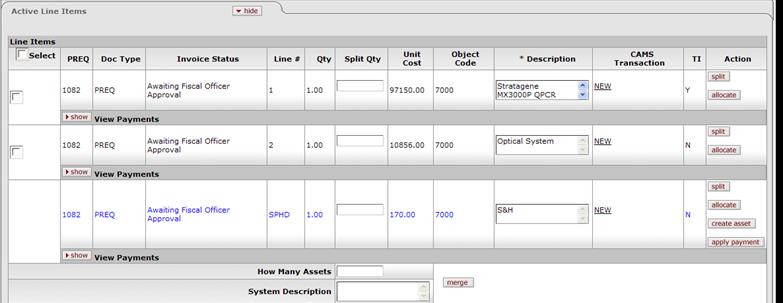 Active Line Items
hide
Line Items
Select PREQ Doc Type Invoice Status Line # Qty Split Qty Unit Cost Object Code * Description CAMS Transaction TI Action
1082 PREQ Awaiting Fiscal Officer Approval 1 1.00 97150.00 7000 Stratagene MX3000P QPCR NEW Y split allocate
show View Payments
1082 PREQ Awaiting Fiscal Officer Approval 2 1.00 10856.00 7000 Optical System NEW N split allocate
show View Payments
1082 PREQ Awaiting Fiscal Officer Approval SPHD 1.00 170.00 7000 S&H NEW N split allocate create asset apply payment
show View Payments
How Many Assets
merge
System Description